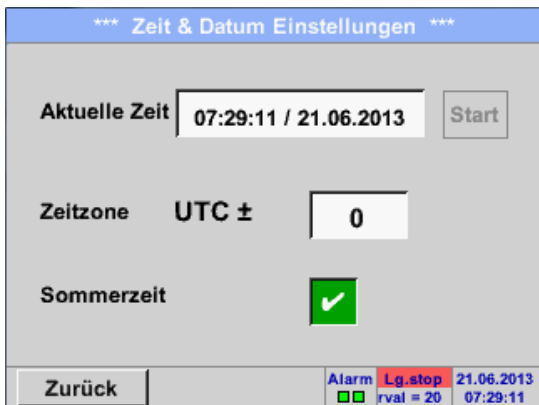 *** Zeit & Datum Einstellungen ***
Aktuelle Zeit 07:29:11 / 21.06.2013 Start
Zeitzone UTC ± 0
Sommerzeit
Zurück
Alarm Lg.stop 21.06.2013
rval = 20 07:29:11